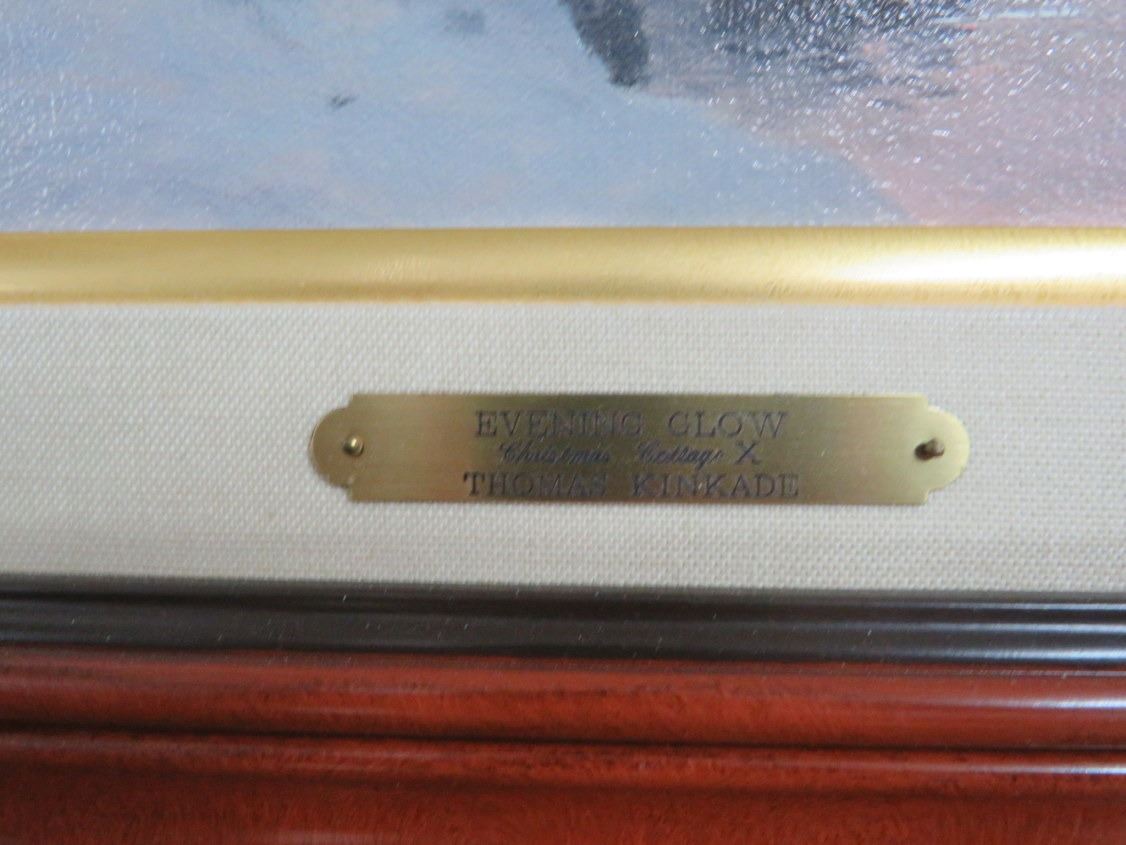 EVENING GLOW
Christmas Cottage X
THOMAS KINKADE